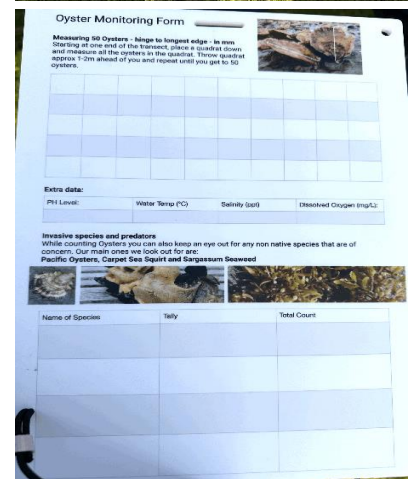 Oyster Monitoring Form
Measuring 50 Oysters - hinge to longest edge - in mm
Starting at one end of the transect, place a quadrat down
and measure all the oysters in the quadrat. Throw quadrat
approx 1-2m ahead of you and repeat until you get to 50
oysters.
Extra data:
PH Level:
Water Temp (°C)
Salinity (ppt)
Dissolved Oxygen (mg/L):
Invasive species and predators
While counting Oysters you can also keep an eye out for any non native species that are of
concern. Our main ones we look out for are:
Pacific Oysters, Carpet Sea Squirt and Sargassum Seaweed
Name of Species
Tally
Total Count